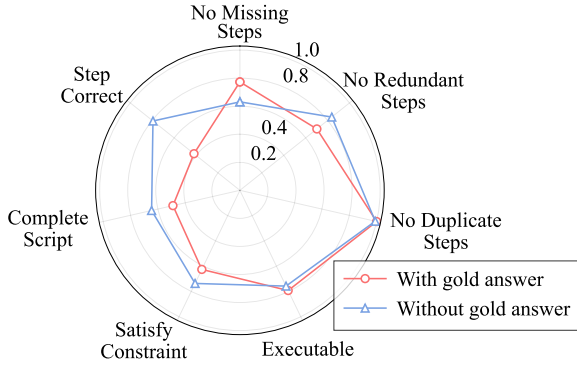 No Missing
Steps
1.0
0.8
No Redundant
Steps
Step
Correct
0.4
0.2
Complete
Script
No Duplicate
Steps
With gold answer
Without gold answer
Satisfy
Constraint
Executable